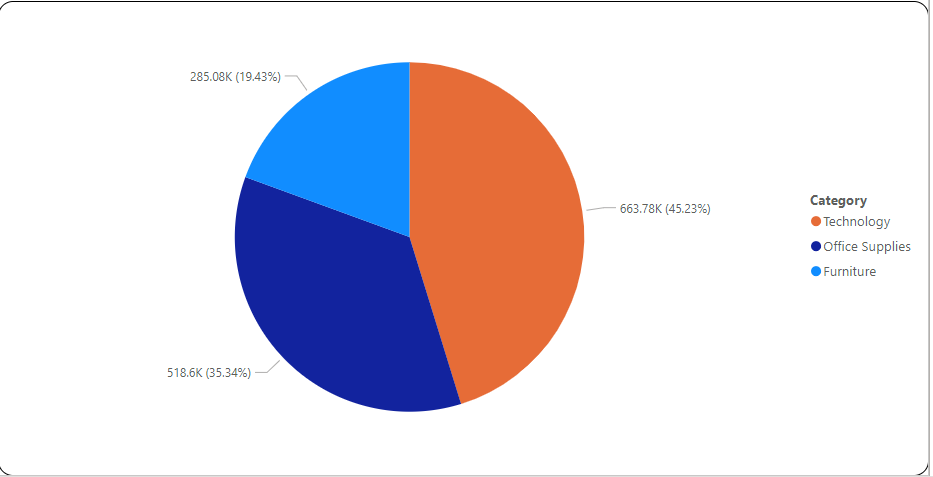 285.08K (19.43%)
663.78K (45.23%)
518.6K (35.34%)
Category
Technology
Office Supplies
Furniture